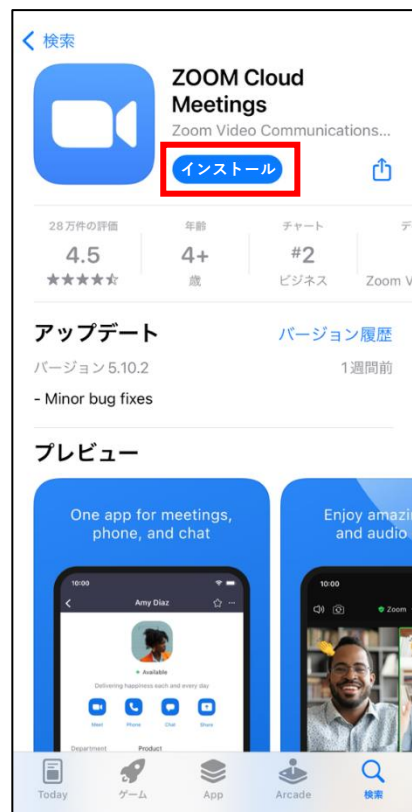 検索
ZOOM Cloud
Meetings
Zoom Video Communications...
インストール
28万件の評価 年齢 チャート デ
4.5 4+ #2
歳 ビジネス Zoom V
アップデート バージョン履歴
バージョン 5.10.2 1週間前
- Minor bug fixes
プレビュー
One app for meetings,
phone, and chat
Enjoy amazi
and audio
10:00
Amy Diaz
Available
Delivering happiness each and every day
Meet Phone Chat Share
Department Product
10:00
Zoom
Today ゲーム App Arcade 検索